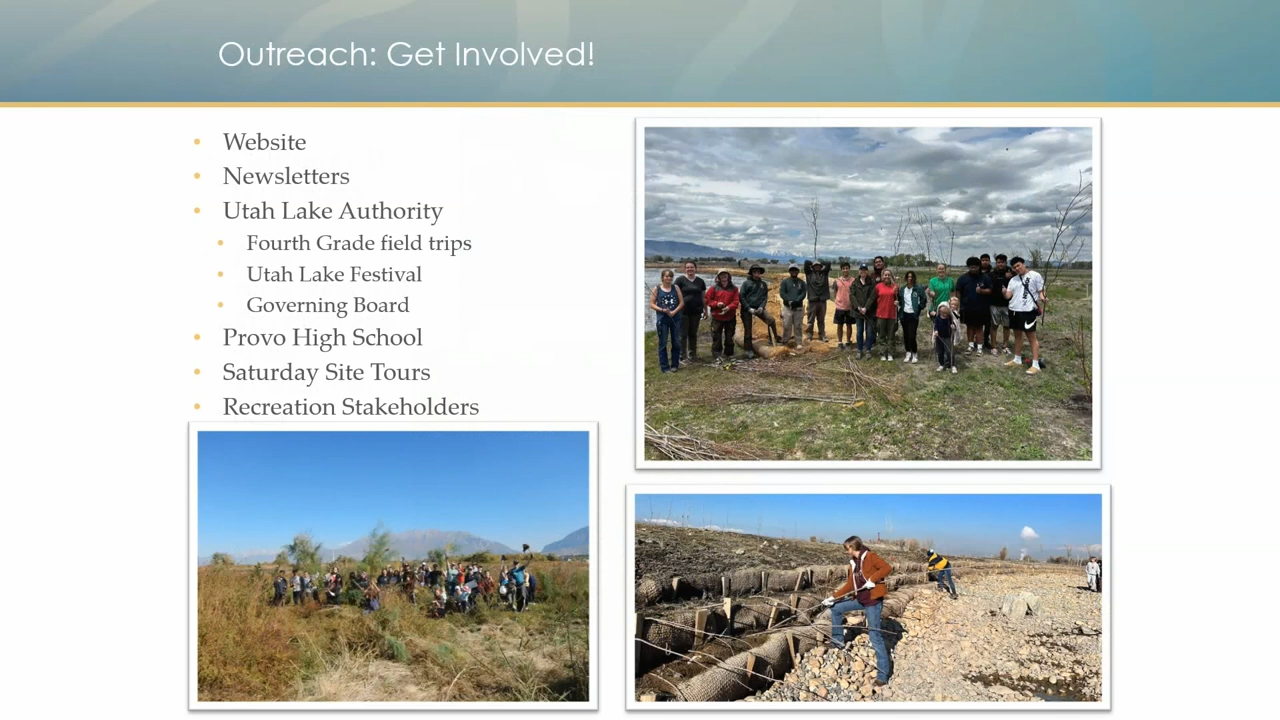 Outreach: Get Involved!
• Website
• Newsletters
• Utah Lake Authority
• Fourth Grade field trips
• Utah Lake Festival
• Governing Board
• Provo High School
• Saturday Site Tours
• Recreation Stakeholders